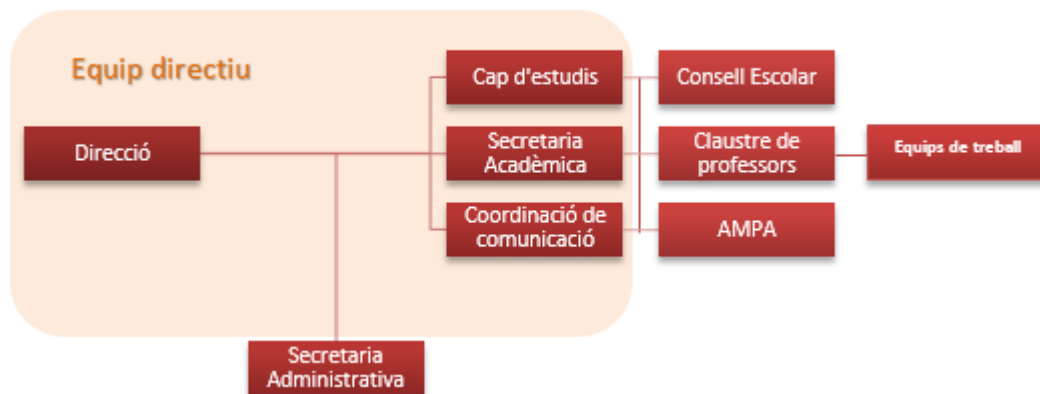 Equip directiu
Cap d'estudis
Consell Escolar
Direcció
Secretaria
Acadèmica
Claustre de
professors
Equips de treball
Coordinació de
comunicació
AMPA
Secretaria
Administrativa